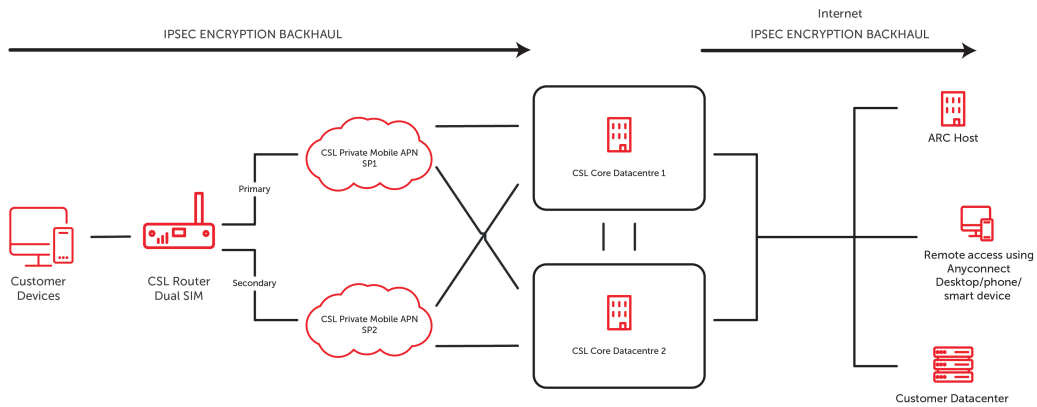 Internet
IPSEC ENCRYPTION BACKHAUL
IPSEC ENCRYPTION BACKHAUL
Customer
Devices
CSL Router
Dual SIM
Primary
Secondary
CSL Private Mobile APN
SP1
CSL Private Mobile APN
SP2
CSL Core Datacentre 1
CSL Core Datacentre 2
ARC Host
Remote access using
Anyconnect
Desktop/phone/
smart device
Customer Datacenter